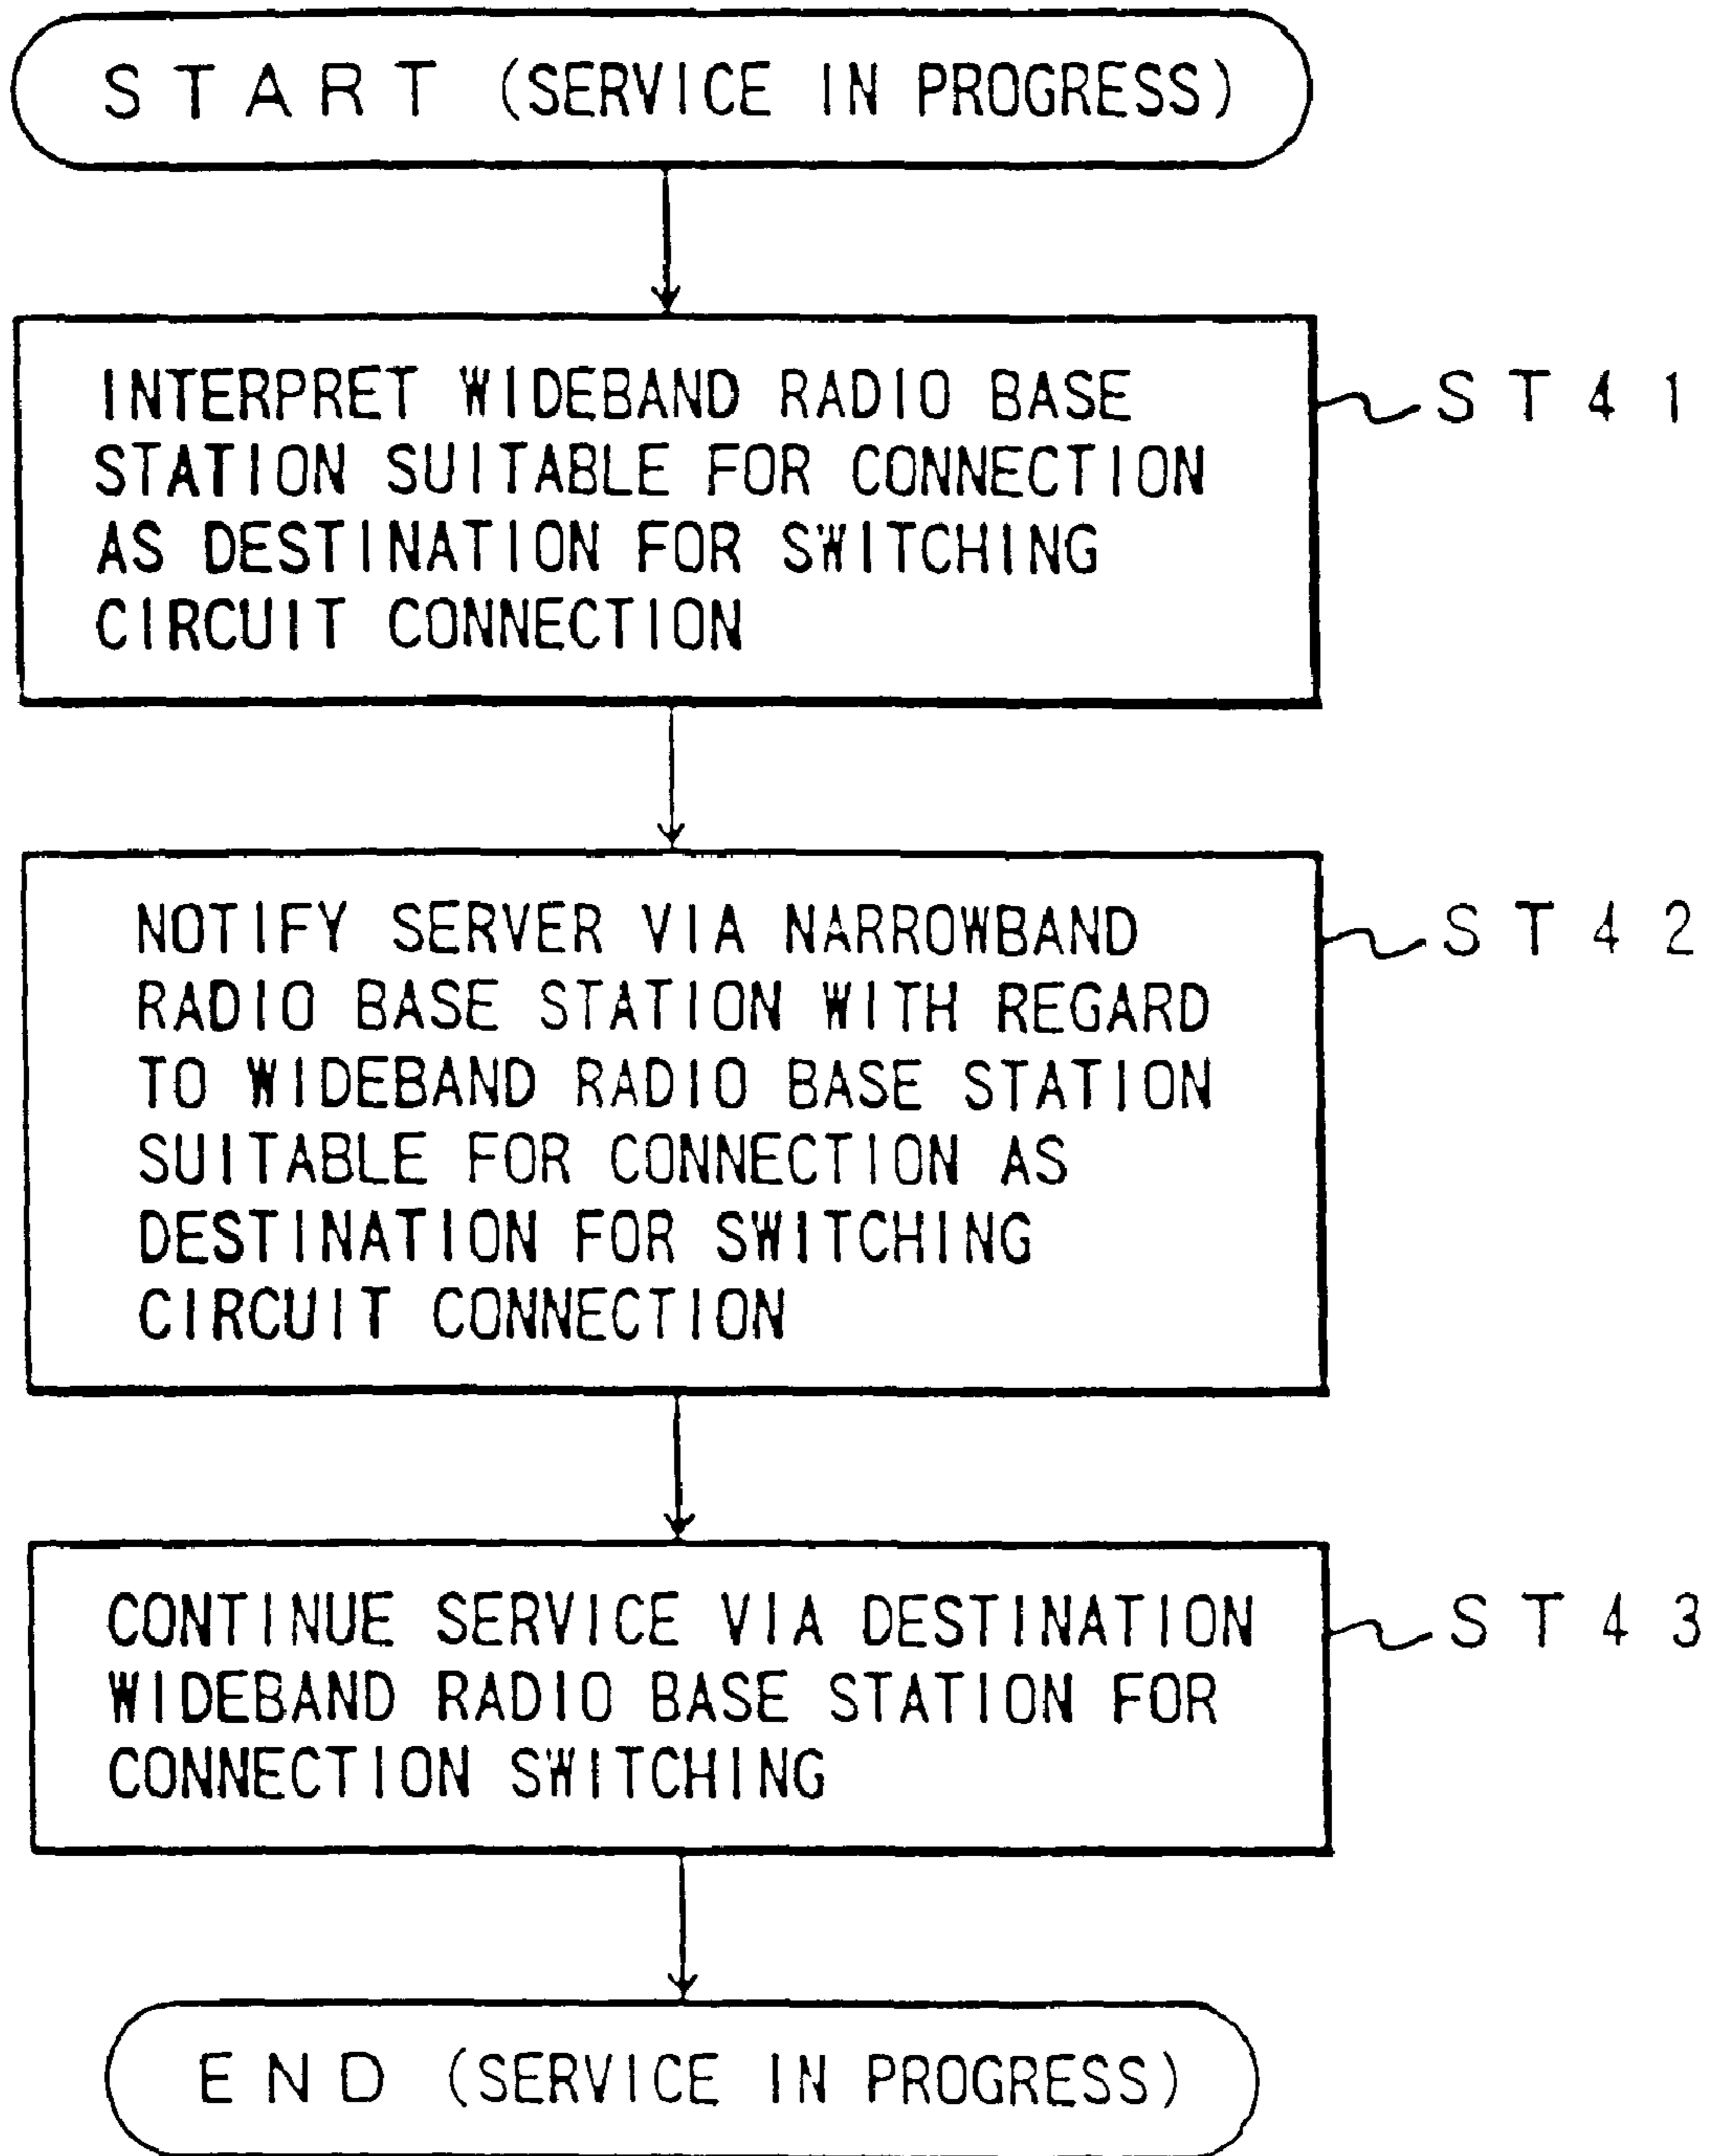 START (SERVICE IN PROGRESS)
INTERPRET WIDEBAND RADIO BASE
STATION SUITABLE FOR CONNECTION
AS DESTINATION FOR SWITCHING
CIRCUIT CONNECTION
ST41
NOTIFY SERVER VIA NARROWBAND
RADIO BASE STATION WITH REGARD
TO WIDEBAND RADIO BASE STATION
SUITABLE FOR CONNECTION AS
DESTINATION FOR SWITCHING
CIRCUIT CONNECTION
ST42
CONTINUE SERVICE VIA DESTINATION
WIDEBAND RADIO BASE STATION FOR
CONNECTION SWITCHING
ST43
END (SERVICE IN PROGRESS)